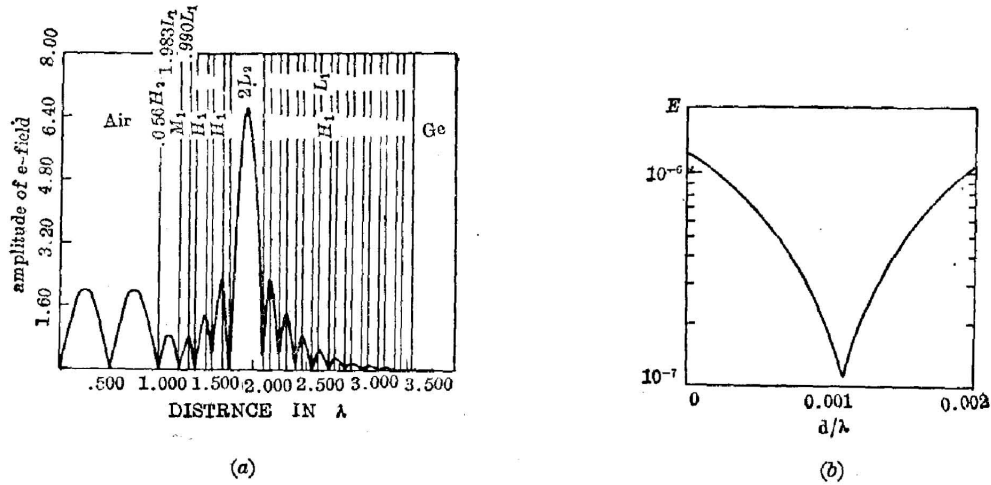 8.00
6.40
4.80
3.20
1.60
amplitude of e-field
Air
.056H₂
1.983L₂
M₁
.990L₁
H₁
H₁
2L₂
H₁ — L₁
Ge
.500 1.000 1.500 2.000 2.500 3.000 3.500
DISTRNCE IN λ
(a)
E
10⁻⁶
10⁻⁷
0 0.001 0.002
d/λ
(b)